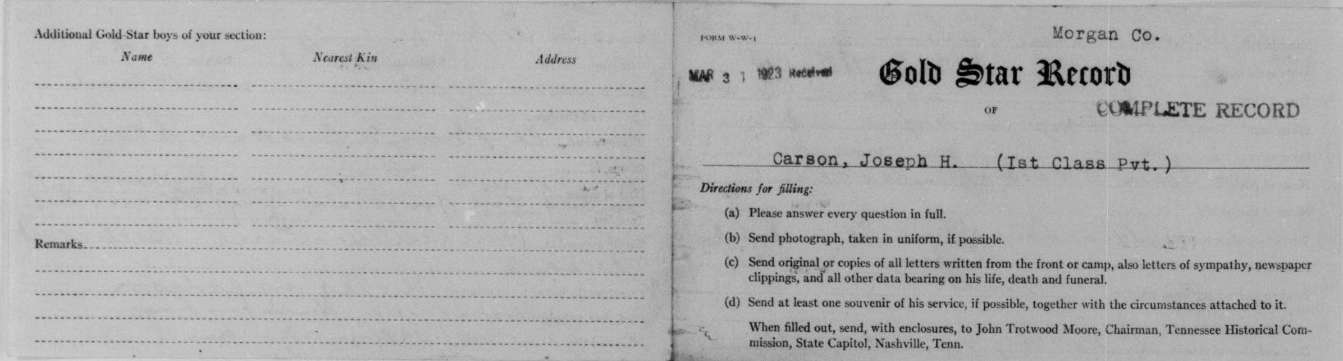 Additional Gold-Star boys of your section:
Name Nearest Kin Address
Remarks
FORM W-W-1
Morgan Co.
MAR 31 1923 Received
Gold Star Record
OF
COMPLETE RECORD
Carson, Joseph H. (Ist Class Pvt.)
Directions for filling:
(a) Please answer every question in full.
(b) Send photograph, taken in uniform, if possible.
(c) Send original or copies of all letters written from the front or camp, also letters of sympathy, newspaper
clippings, and all other data bearing on his life, death and funeral.
(d) Send at least one souvenir of his service, if possible, together with the circumstances attached to it.
When filled out, send, with enclosures, to John Trotwood Moore, Chairman, Tennessee Historical Com-
mission, State Capitol, Nashville, Tenn.